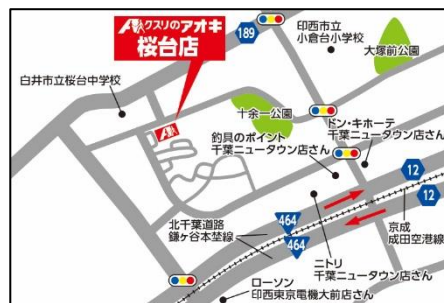 クスリのアオキ
桜台店
189
印西市立
小倉台小学校
大塚前公園
白井市立桜台中学校
十余一公園
ドン・キホーテ
千葉ニュータウン店さん
釣具のポイント
千葉ニュータウン店さん
12
12
北千葉道路
鎌ヶ谷本埜線
464
464
京成
成田空港線
ニトリ
千葉ニュータウン店さん
ローソン
印西東京電機大前店さん